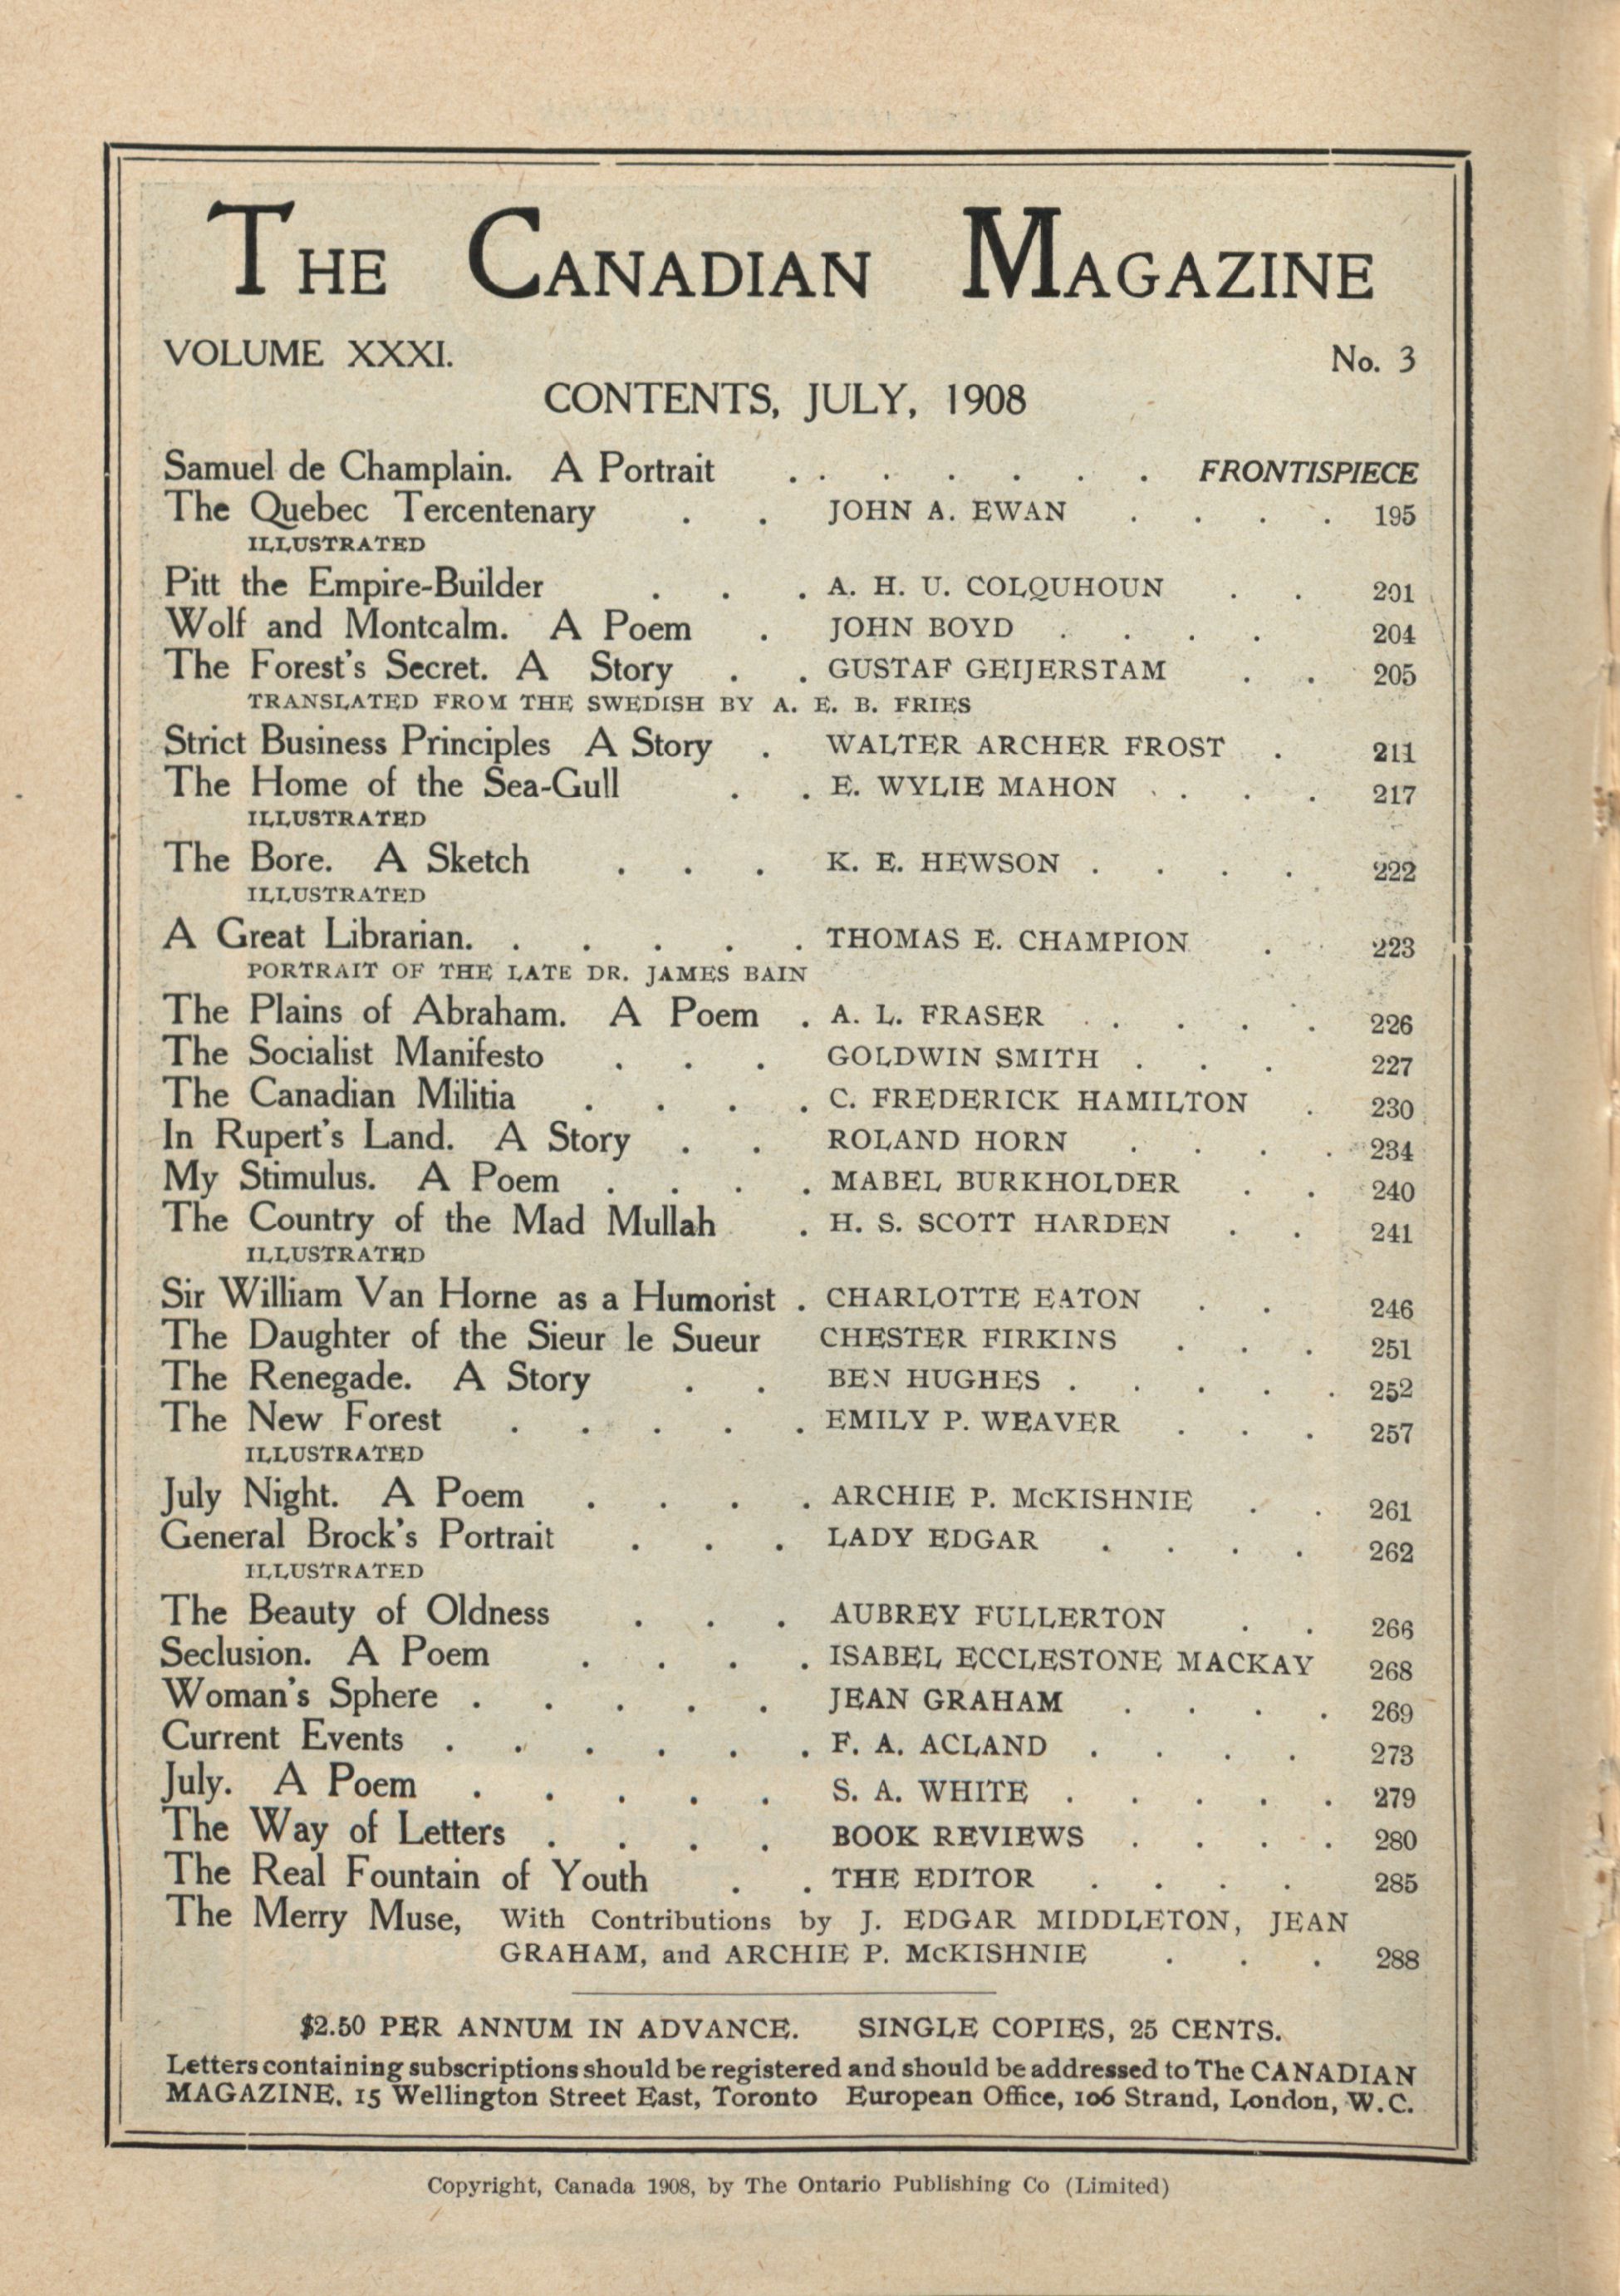 THE CANADIAN MAGAZINE
VOLUME XXXI. No. 3
CONTENTS, JULY, 1908
Samuel de Champlain. A Portrait . . . . . . . FRONTISPIECE
The Quebec Tercentenary . . JOHN A. EWAN . . . . 195
ILLUSTRATED
Pitt the Empire-Builder . . . A. H. U. COLQUHOUN . . 201
Wolf and Montcalm. A Poem . JOHN BOYD . . . . 204
The Forest's Secret. A Story . . GUSTAF GEIJERSTAM . . 205
TRANSLATED FROM THE SWEDISH BY A. E. B. FRIES
Strict Business Principles A Story . WALTER ARCHER FROST . 211
The Home of the Sea-Gull . . E. WYLIE MAHON . . . . 217
ILLUSTRATED
The Bore. A Sketch . . . K. E. HEWSON . . . . 222
ILLUSTRATED
A Great Librarian. . . . . . THOMAS E. CHAMPION . 223
PORTRAIT OF THE LATE DR. JAMES BAIN
The Plains of Abraham. A Poem . A. L. FRASER . . . . 226
The Socialist Manifesto . . . GOLDWIN SMITH . . . 227
The Canadian Militia . . . . C. FREDERICK HAMILTON . 230
In Rupert's Land. A Story . . ROLAND HORN . . . . 234
My Stimulus. A Poem . . . . MABEL BURKHOLDER . . 240
The Country of the Mad Mullah . H. S. SCOTT HARDEN . . 241
ILLUSTRATED
Sir William Van Horne as a Humorist . CHARLOTTE EATON . . 246
The Daughter of the Sieur le Sueur CHESTER FIRKINS . . . 251
The Renegade. A Story . . BEN HUGHES . . . . . 252
The New Forest . . . . . EMILY P. WEAVER . . . 257
ILLUSTRATED
July Night. A Poem . . . . ARCHIE P. McKISHNIE . . 261
General Brock's Portrait . . . LADY EDGAR . . . . 262
ILLUSTRATED
The Beauty of Oldness . . . AUBREY FULLERTON . . 266
Seclusion. A Poem . . . . ISABEL ECCLESTONE MACKAY 268
Woman's Sphere . . . . . JEAN GRAHAM . . . . 269
Current Events . . . . . . F. A. ACLAND . . . . 273
July. A Poem . . . . . S. A. WHITE . . . . . 279
The Way of Letters . . . . BOOK REVIEWS . . . . 280
The Real Fountain of Youth . . THE EDITOR . . . . 285
The Merry Muse, With Contributions by J. EDGAR MIDDLETON, JEAN
GRAHAM, and ARCHIE P. McKISHNIE . . . 288
$2.50 PER ANNUM IN ADVANCE. SINGLE COPIES, 25 CENTS.
Letters containing subscriptions should be registered and should be addressed to The CANADIAN
MAGAZINE, 15 Wellington Street East, Toronto European Office, 106 Strand, London, W.C.
Copyright, Canada 1908, by The Ontario Publishing Co (Limited)